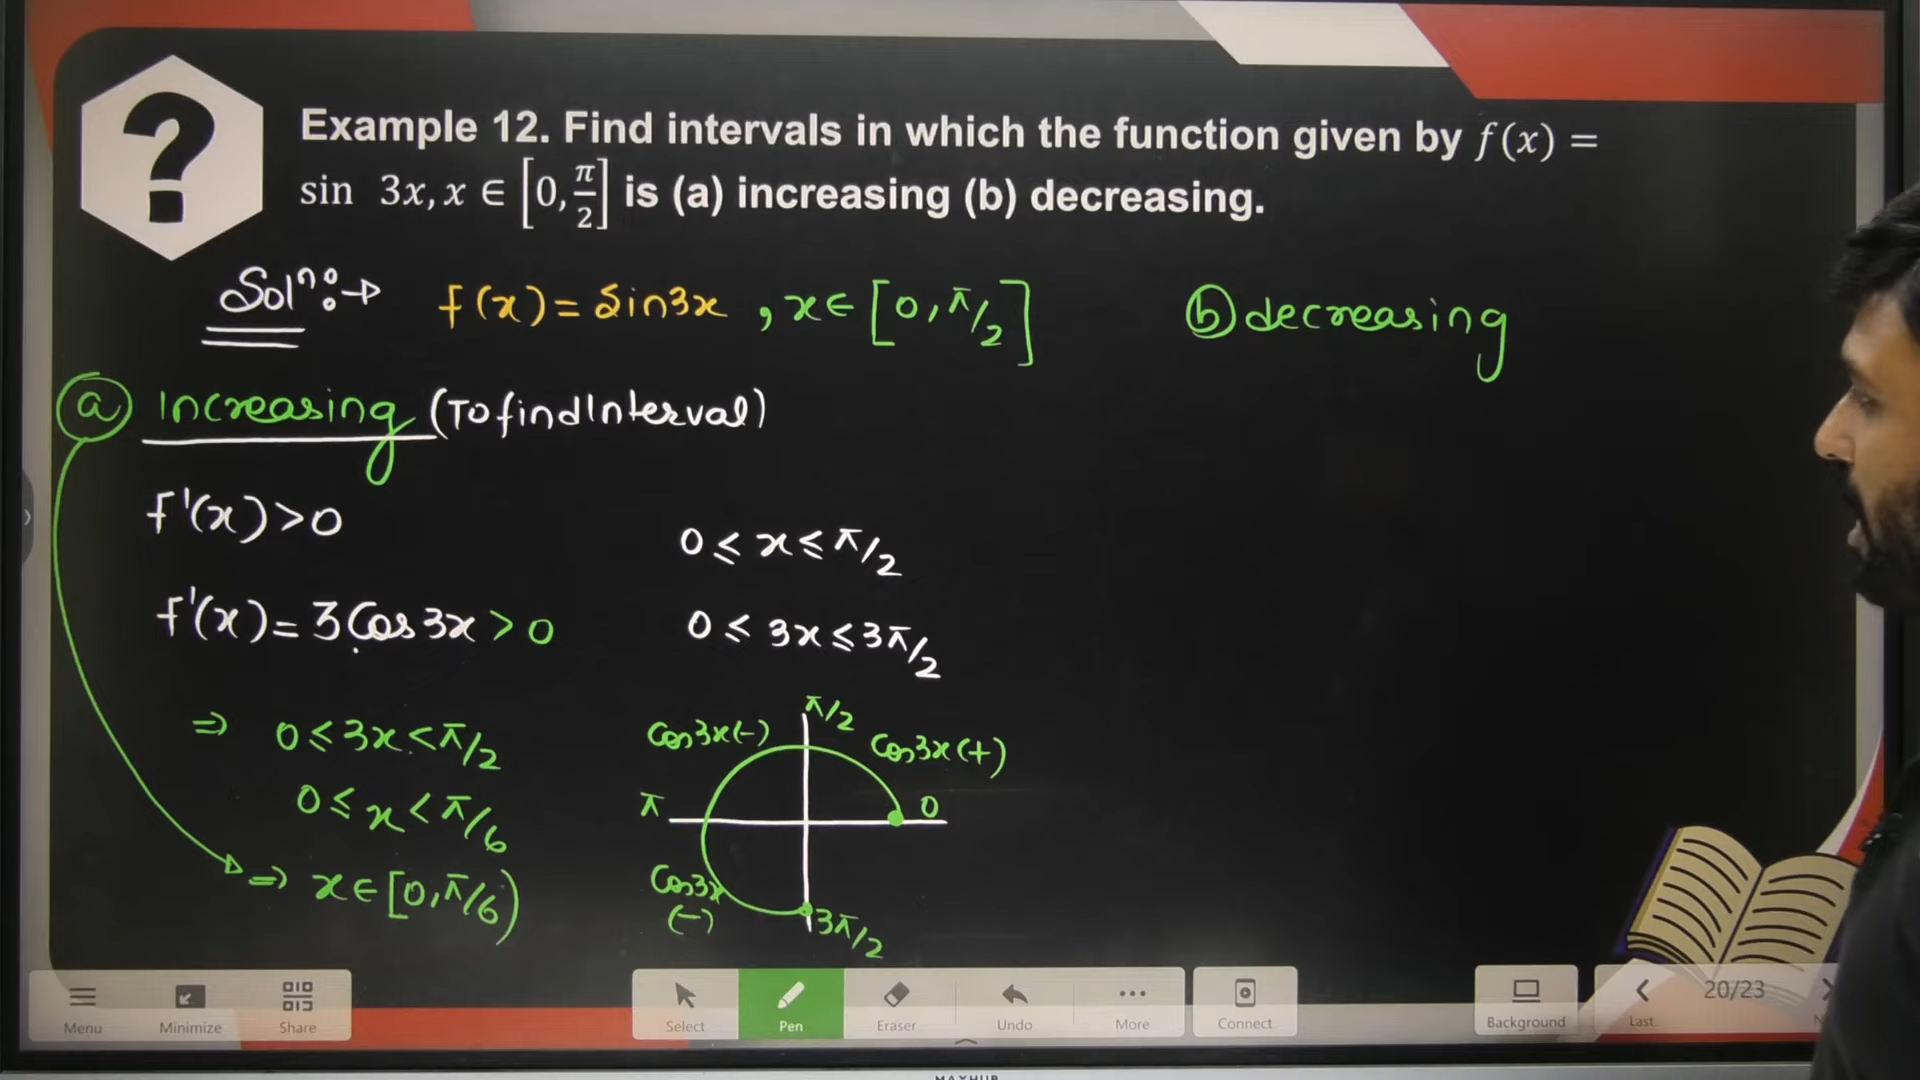 ?
Example 12. Find intervals in which the function given by f(x) =
sin 3x, x ∈ [0, π/2] is (a) increasing (b) decreasing.
Solⁿ:→ f(x) = Sin3x , x ∈ [0, π/2]
(a) Increasing (To find Interval)
f'(x) > 0
f'(x) = 3Cos3x > 0
⇒ 0 ≤ 3x < π/2
0 ≤ x < π/6
⇒ x ∈ [0, π/6)
0 ≤ x ≤ π/2
0 ≤ 3x ≤ 3π/2
π/2
Cos3x(-)
Cos3x(+)
π
0
Cos3x
(-)
3π/2
(b) decreasing
Menu
Minimize
Share
Select
Pen
Eraser
Undo
More
Connect
Background
Last
20/23
MAXHUB